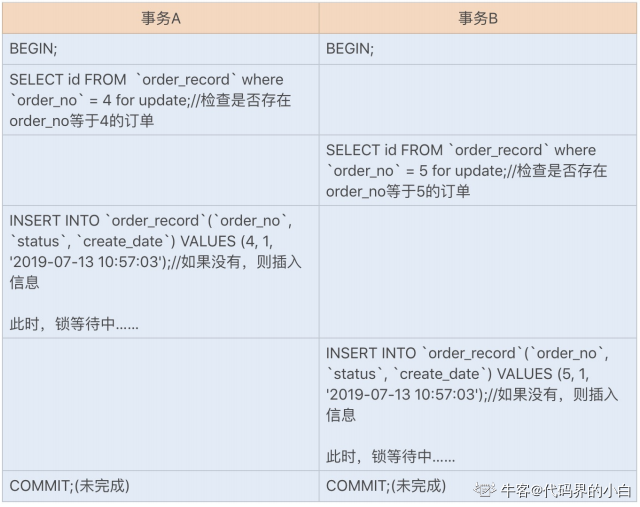 事务A
事务B
BEGIN;
BEGIN;
SELECT id FROM  `order_record` where
`order_no` = 4 for update;//检查是否存在
order_no等于4的订单
SELECT id FROM `order_record` where
`order_no` = 5 for update;//检查是否存在
order_no等于5的订单
INSERT INTO `order_record`(`order_no`,
`status`, `create_date`) VALUES (4, 1,
'2019-07-13 10:57:03');//如果没有，则插入
信息
此时，锁等待中……
INSERT INTO `order_record`(`order_no`,
`status`, `create_date`) VALUES (5, 1,
'2019-07-13 10:57:03');//如果没有，则插入
信息
此时，锁等待中……
COMMIT;(未完成)
COMMIT;(未完成)
牛客@代码界的小白